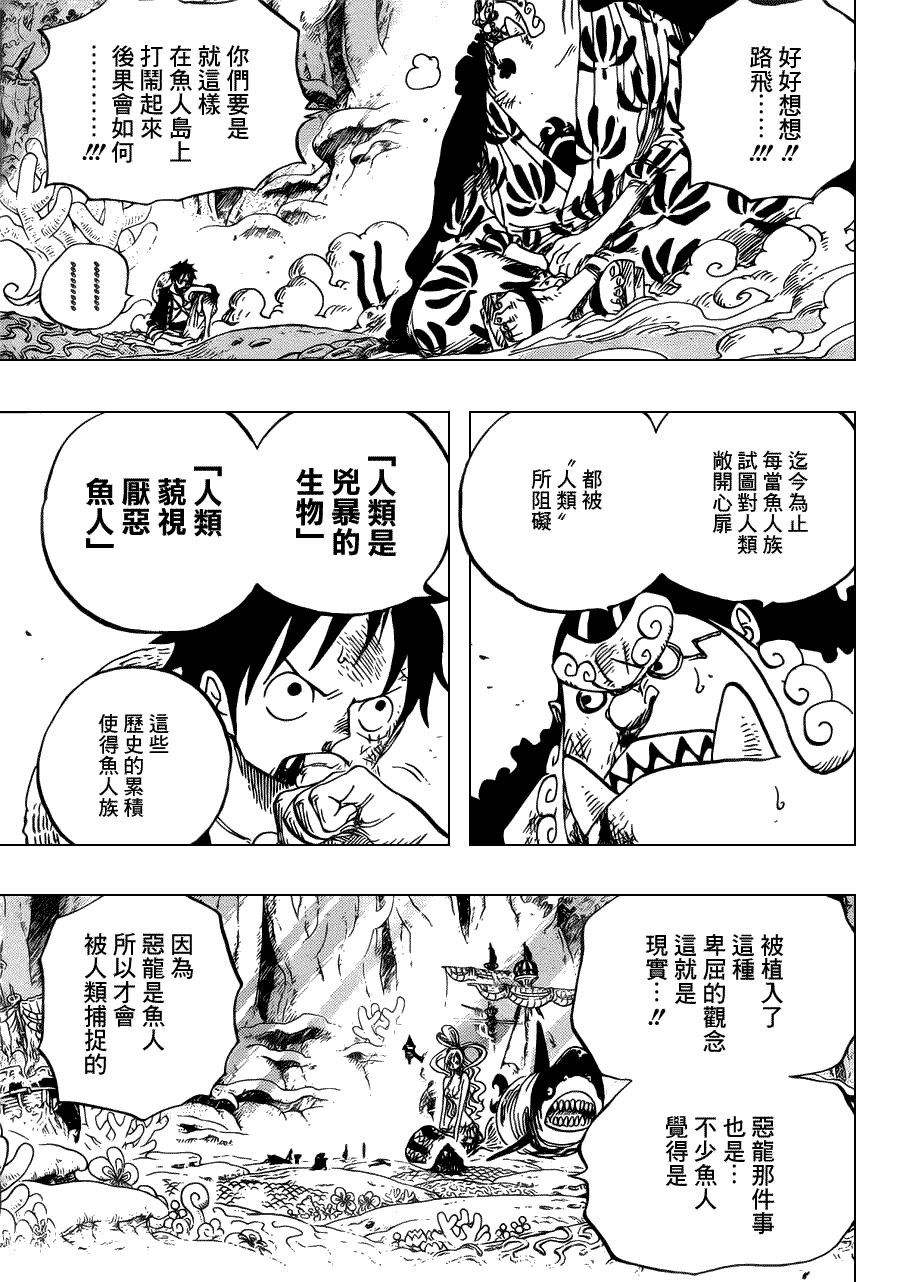 好好想想!!
路飛……!!!
你們要是
就這樣
在魚人島上
打鬧起來
後果會如何
………!!!
………
………
迄今為止
每當魚人族
試圖對人類
敞開心扉
都被
〝人類〞
所阻礙
「人類是
兇暴的
生物」
「人類
藐視
厭惡
魚人」
這些
歷史的累積
使得魚人族
被植入了
這種
卑屈的觀念
這就是
現實…!!
惡龍那件事
也是…
不少魚人
覺得是
因為
惡龍是魚人
所以才會
被人類捕捉的